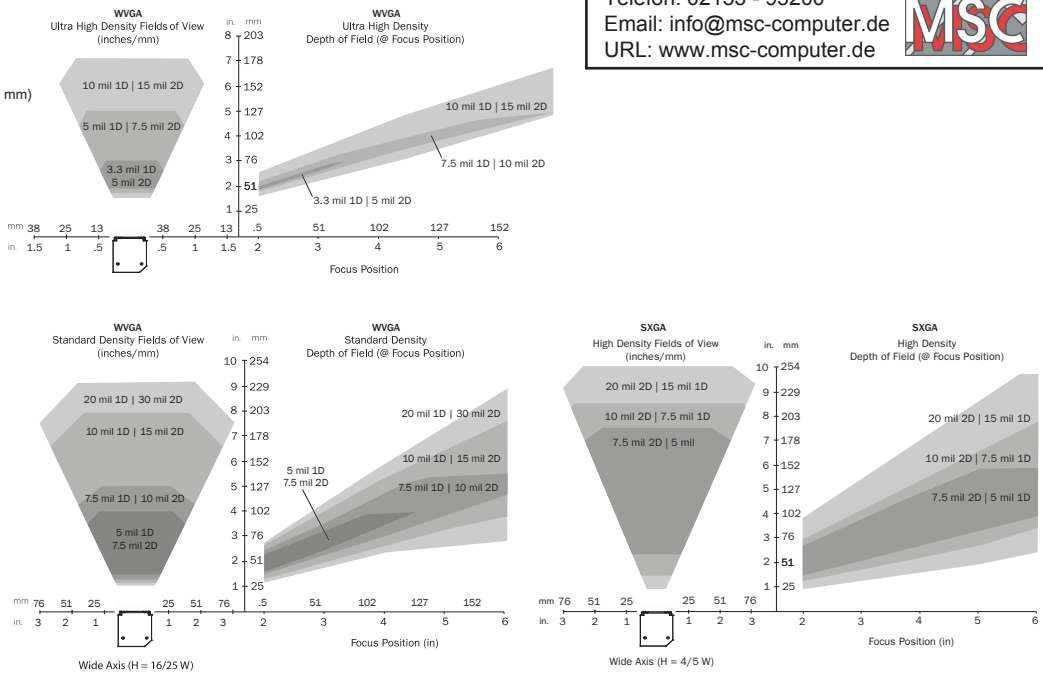 Email: info@msc-computer.de
URL: www.msc-computer.de
MSC
mm)
WVGA
Ultra High Density Fields of View
(inches/mm)
10 mil 1D | 15 mil 2D
5 mil 1D | 7.5 mil 2D
3.3 mil 1D
5 mil 2D
in. mm
8 203
7 178
6 152
5 127
4 102
3 76
2 51
1 25
WVGA
Ultra High Density
Depth of Field (@ Focus Position)
10 mil 1D | 15 mil 2D
7.5 mil 1D | 10 mil 2D
3.3 mil 1D | 5 mil 2D
mm 38 25 13 38 25 13 .5 51 102 127 152
in. 1.5 1 .5 .5 1 1.5 2 3 4 5 6
Focus Position
WVGA
Standard Density Fields of View
(inches/mm)
20 mil 1D | 30 mil 2D
10 mil 1D | 15 mil 2D
7.5 mil 1D | 10 mil 2D
5 mil 1D
7.5 mil 2D
in. mm
10 254
9 229
8 203
7 178
6 152
5 127
4 102
3 76
2 51
1 25
WVGA
Standard Density
Depth of Field (@ Focus Position)
20 mil 1D | 30 mil 2D
10 mil 1D | 15 mil 2D
5 mil 1D
7.5 mil 2D
7.5 mil 1D | 10 mil 2D
mm 76 51 25 25 51 76 .5 51 102 127 152
in. 3 2 1 1 2 3 2 3 4 5 6
Focus Position (in)
Wide Axis (H = 16/25 W)
SXGA
High Density Fields of View
(inches/mm)
20 mil 2D | 15 mil 1D
10 mil 2D | 7.5 mil 1D
7.5 mil 2D | 5 mil
in. mm
10 254
9 229
8 203
7 178
6 152
5 127
4 102
3 76
2 51
1 25
SXGA
High Density
Depth of Field (@ Focus Position)
20 mil 2D | 15 mil 1D
10 mil 2D | 7.5 mil 1D
7.5 mil 2D | 5 mil 1D
mm 76 51 25 25 51 76
in. 3 2 1 1 2 3 2 3 4 5 6
Focus Position (in)
Wide Axis (H = 4/5 W)